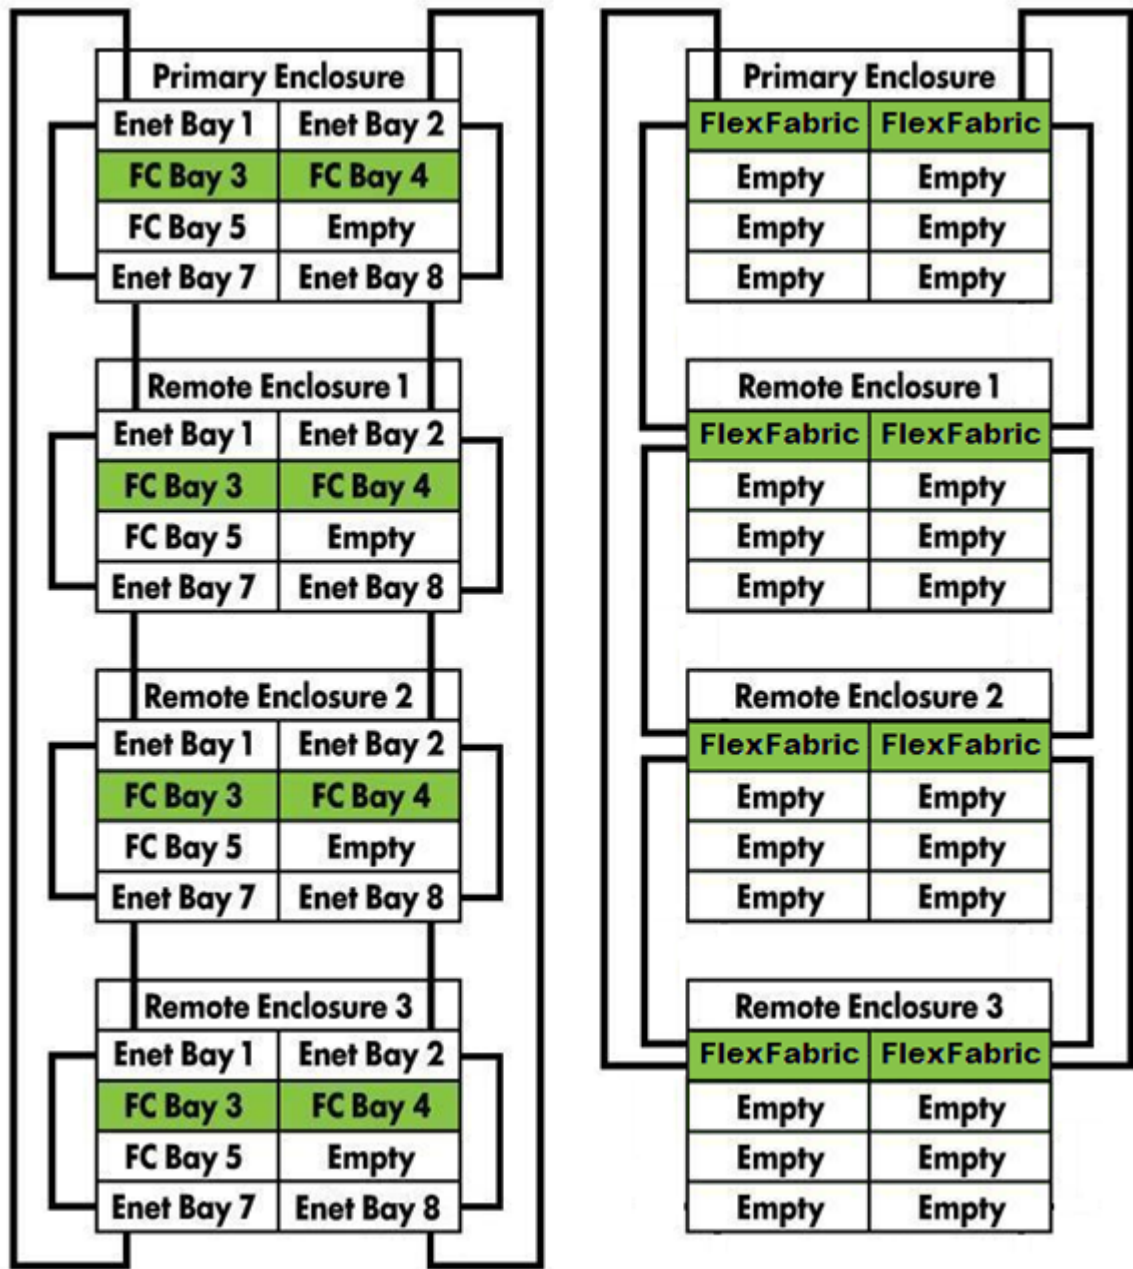 Primary Enclosure
Enet Bay 1 Enet Bay 2
FC Bay 3 FC Bay 4
FC Bay 5 Empty
Enet Bay 7 Enet Bay 8
Remote Enclosure 1
Enet Bay 1 Enet Bay 2
FC Bay 3 FC Bay 4
FC Bay 5 Empty
Enet Bay 7 Enet Bay 8
Remote Enclosure 2
Enet Bay 1 Enet Bay 2
FC Bay 3 FC Bay 4
FC Bay 5 Empty
Enet Bay 7 Enet Bay 8
Remote Enclosure 3
Enet Bay 1 Enet Bay 2
FC Bay 3 FC Bay 4
FC Bay 5 Empty
Enet Bay 7 Enet Bay 8
Primary Enclosure
FlexFabric FlexFabric
Empty Empty
Empty Empty
Empty Empty
Remote Enclosure 1
FlexFabric FlexFabric
Empty Empty
Empty Empty
Empty Empty
Remote Enclosure 2
FlexFabric FlexFabric
Empty Empty
Empty Empty
Empty Empty
Remote Enclosure 3
FlexFabric FlexFabric
Empty Empty
Empty Empty
Empty Empty